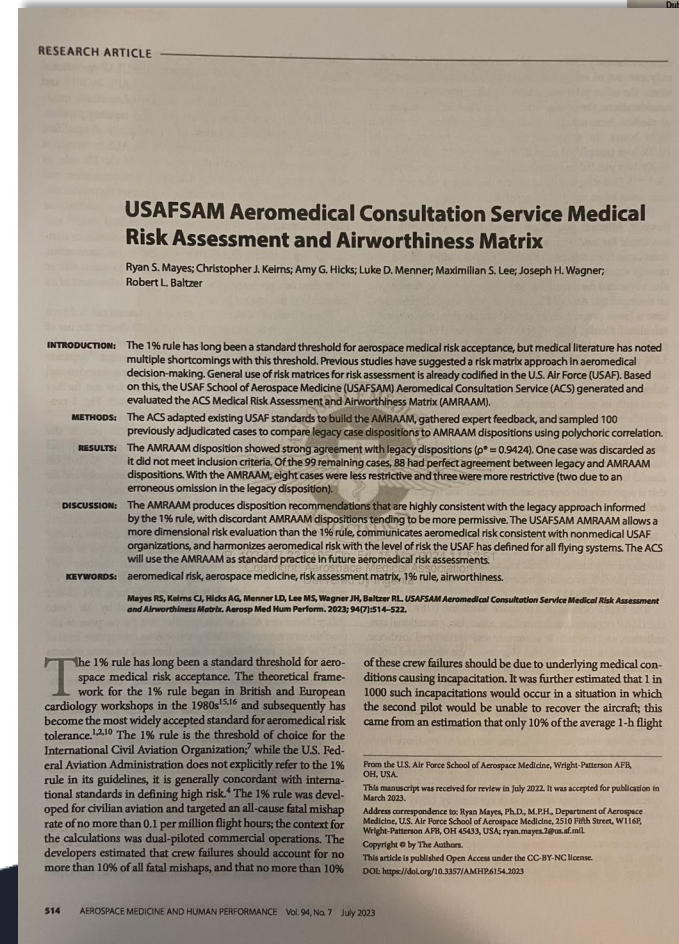 Dub
RESEARCH ARTICLE
USAFSAM Aeromedical Consultation Service Medical
Risk Assessment and Airworthiness Matrix
Ryan S. Mayes; Christopher J. Keirns; Amy G. Hicks; Luke D. Menner; Maximilian S. Lee; Joseph H. Wagner;
Robert L. Baltzer
INTRODUCTION: The 1% rule has long been a standard threshold for aerospace medical risk acceptance, but medical literature has noted
multiple shortcomings with this threshold. Previous studies have suggested a risk matrix approach in aeromedical
decision-making. General use of risk matrices for risk assessment is already codified in the U.S. Air Force (USAF). Based
on this, the USAF School of Aerospace Medicine (USAFSAM) Aeromedical Consultation Service (ACS) generated and
evaluated the ACS Medical Risk Assessment and Airworthiness Matrix (AMRAAM).
METHODS: The ACS adapted existing USAF standards to build the AMRAAM, gathered expert feedback, and sampled 100
previously adjudicated cases to compare legacy case dispositions to AMRAAM dispositions using polychoric correlation.
RESULTS: The AMRAAM disposition showed strong agreement with legacy dispositions (ρ* = 0.9424). One case was discarded as
it did not meet inclusion criteria. Of the 99 remaining cases, 88 had perfect agreement between legacy and AMRAAM
dispositions. With the AMRAAM, eight cases were less restrictive and three were more restrictive (two due to an
erroneous omission in the legacy disposition).
DISCUSSION: The AMRAAM produces disposition recommendations that are highly consistent with the legacy approach informed
by the 1% rule, with discordant AMRAAM dispositions tending to be more permissive. The USAFSAM AMRAAM allows a
more dimensional risk evaluation than the 1% rule, communicates aeromedical risk consistent with nonmedical USAF
organizations, and harmonizes aeromedical risk with the level of risk the USAF has defined for all flying systems. The ACS
will use the AMRAAM as standard practice in future aeromedical risk assessments.
KEYWORDS: aeromedical risk, aerospace medicine, risk assessment matrix, 1% rule, airworthiness.
Mayes RS, Keirns CJ, Hicks AG, Menner LD, Lee MS, Wagner JH, Baltzer RL. USAFSAM Aeromedical Consultation Service Medical Risk Assessment
and Airworthiness Matrix. Aerosp Med Hum Perform. 2023; 94(7):514–522.
The 1% rule has long been a standard threshold for aero-
space medical risk acceptance. The theoretical frame-
work for the 1% rule began in British and European
cardiology workshops in the 1980s15,16 and subsequently has
become the most widely accepted standard for aeromedical risk
tolerance.1,2,10 The 1% rule is the threshold of choice for the
International Civil Aviation Organization;7 while the U.S. Fed-
eral Aviation Administration does not explicitly refer to the 1%
rule in its guidelines, it is generally concordant with interna-
tional standards in defining high risk.4 The 1% rule was devel-
oped for civilian aviation and targeted an all-cause fatal mishap
rate of no more than 0.1 per million flight hours; the context for
the calculations was dual-piloted commercial operations. The
developers estimated that crew failures should account for no
more than 10% of all fatal mishaps, and that no more than 10%
of these crew failures should be due to underlying medical con-
ditions causing incapacitation. It was further estimated that 1 in
1000 such incapacitations would occur in a situation in which
the second pilot would be unable to recover the aircraft; this
came from an estimation that only 10% of the average 1-h flight
From the U.S. Air Force School of Aerospace Medicine, Wright-Patterson AFB,
OH, USA.
This manuscript was received for review in July 2022. It was accepted for publication in
March 2023.
Address correspondence to: Ryan Mayes, Ph.D., M.P.H., Department of Aerospace
Medicine, U.S. Air Force School of Aerospace Medicine, 2510 Fifth Street, W116P,
Wright-Patterson AFB, OH 45433, USA; ryan.mayes.2@us.af.mil.
Copyright © by The Authors.
This article is published Open Access under the CC-BY-NC license.
DOI: https://doi.org/10.3357/AMHP.6154.2023
514 AEROSPACE MEDICINE AND HUMAN PERFORMANCE Vol. 94, No. 7 July 2023